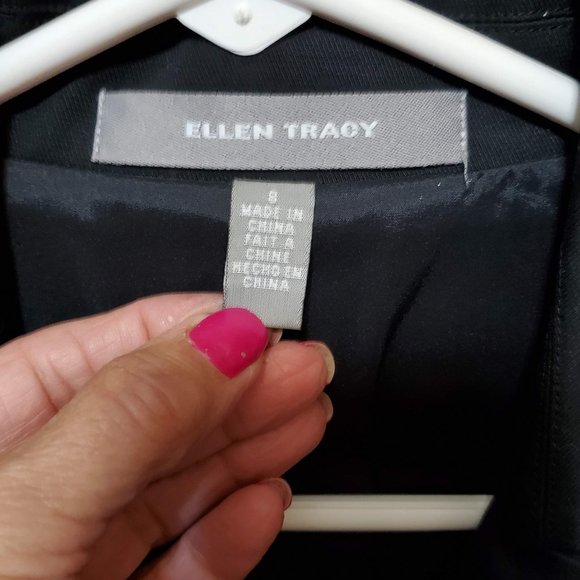 ELLEN TRACY
8
MADE IN
CHINA
FAIT A
CHINE
HECHO EN
CHINA